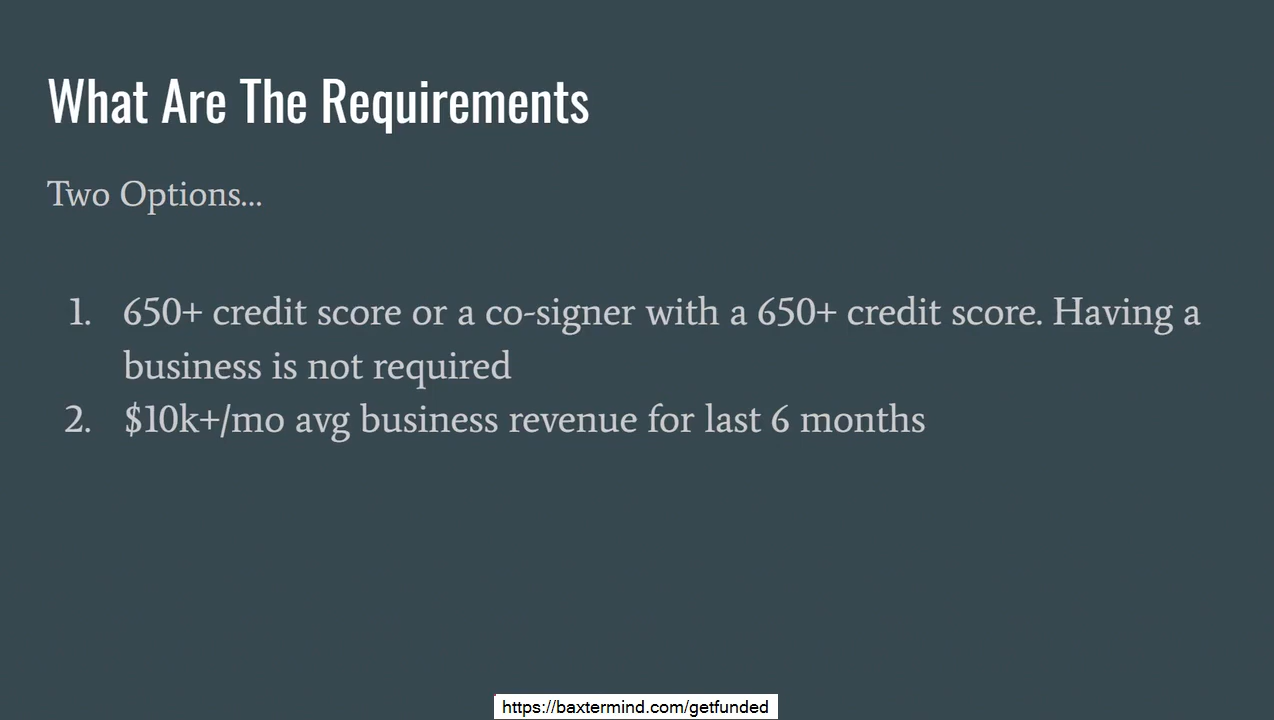 What Are The Requirements
Two Options...
1. 650+ credit score or a co-signer with a 650+ credit score. Having a
business is not required
2. $10k+/mo avg business revenue for last 6 months
https://baxtermind.com/getfunded